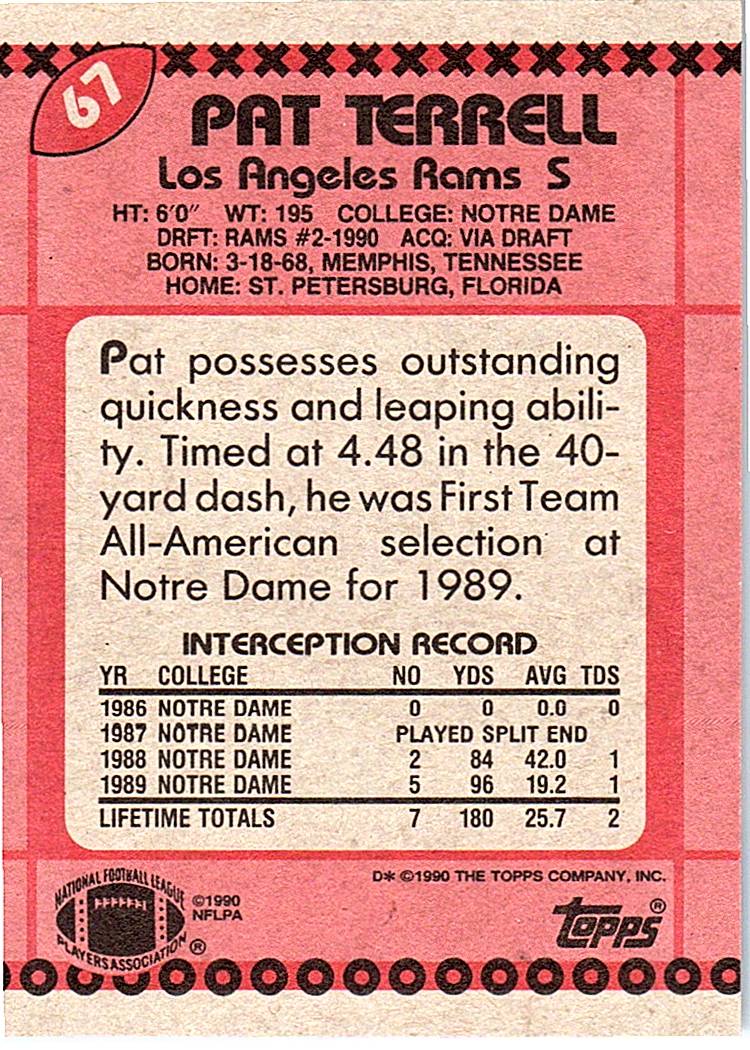 67
PAT TERRELL
Los Angeles Rams S
HT: 6'0" WT: 195 COLLEGE: NOTRE DAME
DRFT: RAMS #2-1990 ACQ: VIA DRAFT
BORN: 3-18-68, MEMPHIS, TENNESSEE
HOME: ST. PETERSBURG, FLORIDA
Pat possesses outstanding
quickness and leaping abili-
ty. Timed at 4.48 in the 40-
yard dash, he was First Team
All-American selection at
Notre Dame for 1989.
INTERCEPTION RECORD
YR COLLEGE NO YDS AVG TDS
1986 NOTRE DAME 0 0 0.0 0
1987 NOTRE DAME PLAYED SPLIT END
1988 NOTRE DAME 2 84 42.0 1
1989 NOTRE DAME 5 96 19.2 1
LIFETIME TOTALS 7 180 25.7 2
NATIONAL FOOTBALL LEAGUE
PLAYERS ASSOCIATION ®
©1990
NFLPA
D* ©1990 THE TOPPS COMPANY, INC.
Topps ®